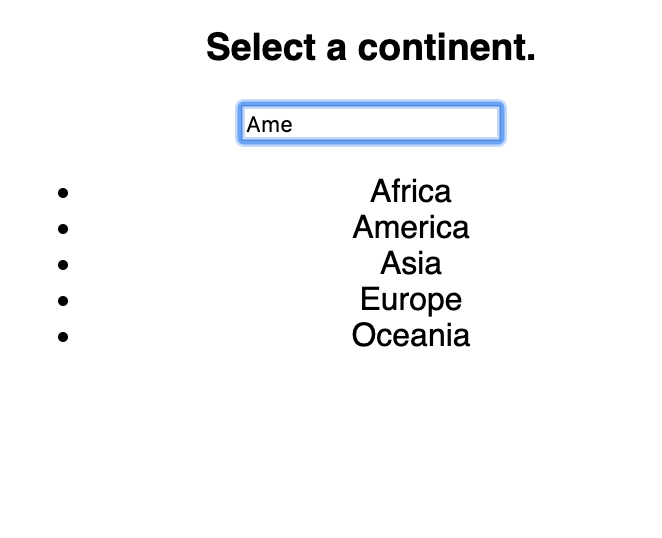 Select a continent.
Ame
Africa
America
Asia
Europe
Oceania